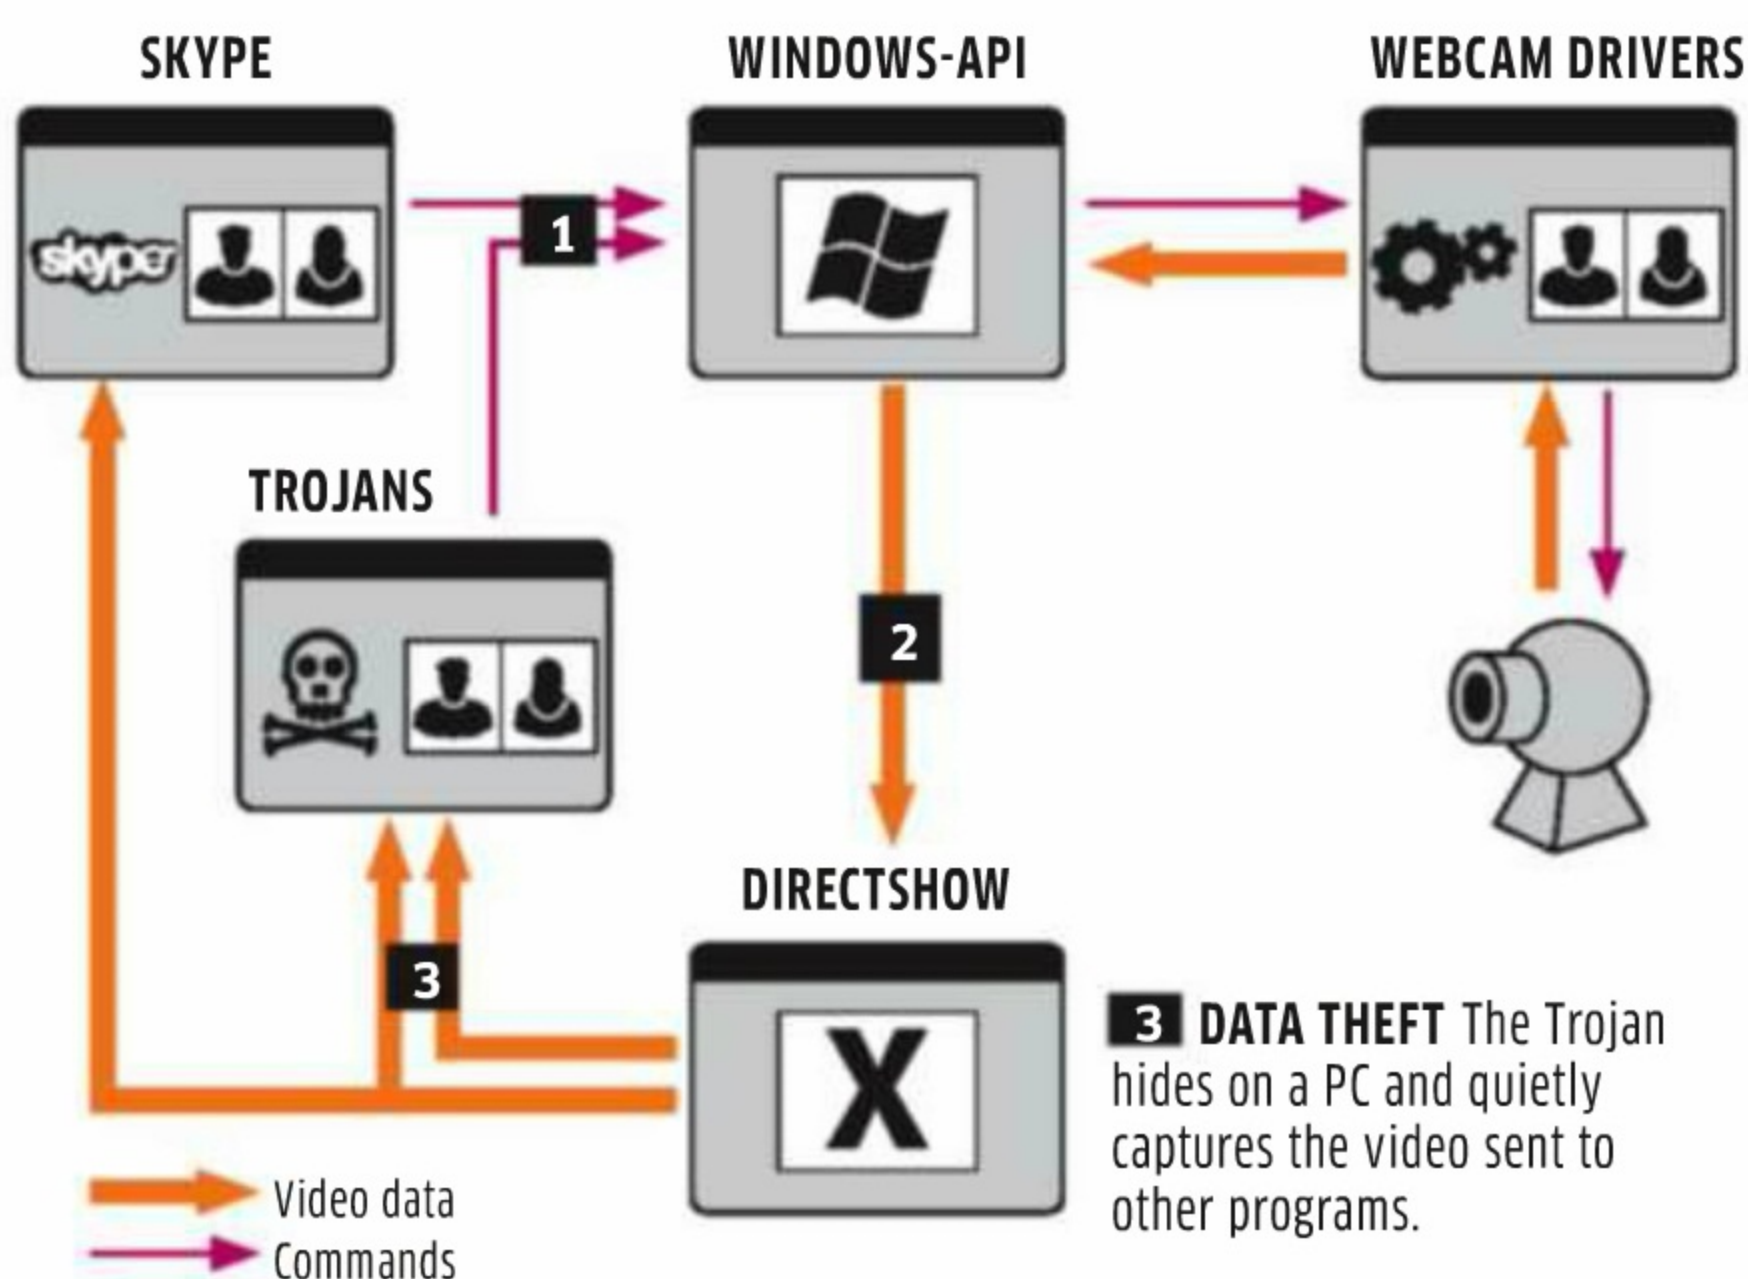 SKYPE
WINDOWS-API
WEBCAM DRIVERS
skype
1
TROJANS
2
DIRECTSHOW
3
X
3 DATA THEFT The Trojan
hides on a PC and quietly
captures the video sent to
other programs.
Video data
Commands